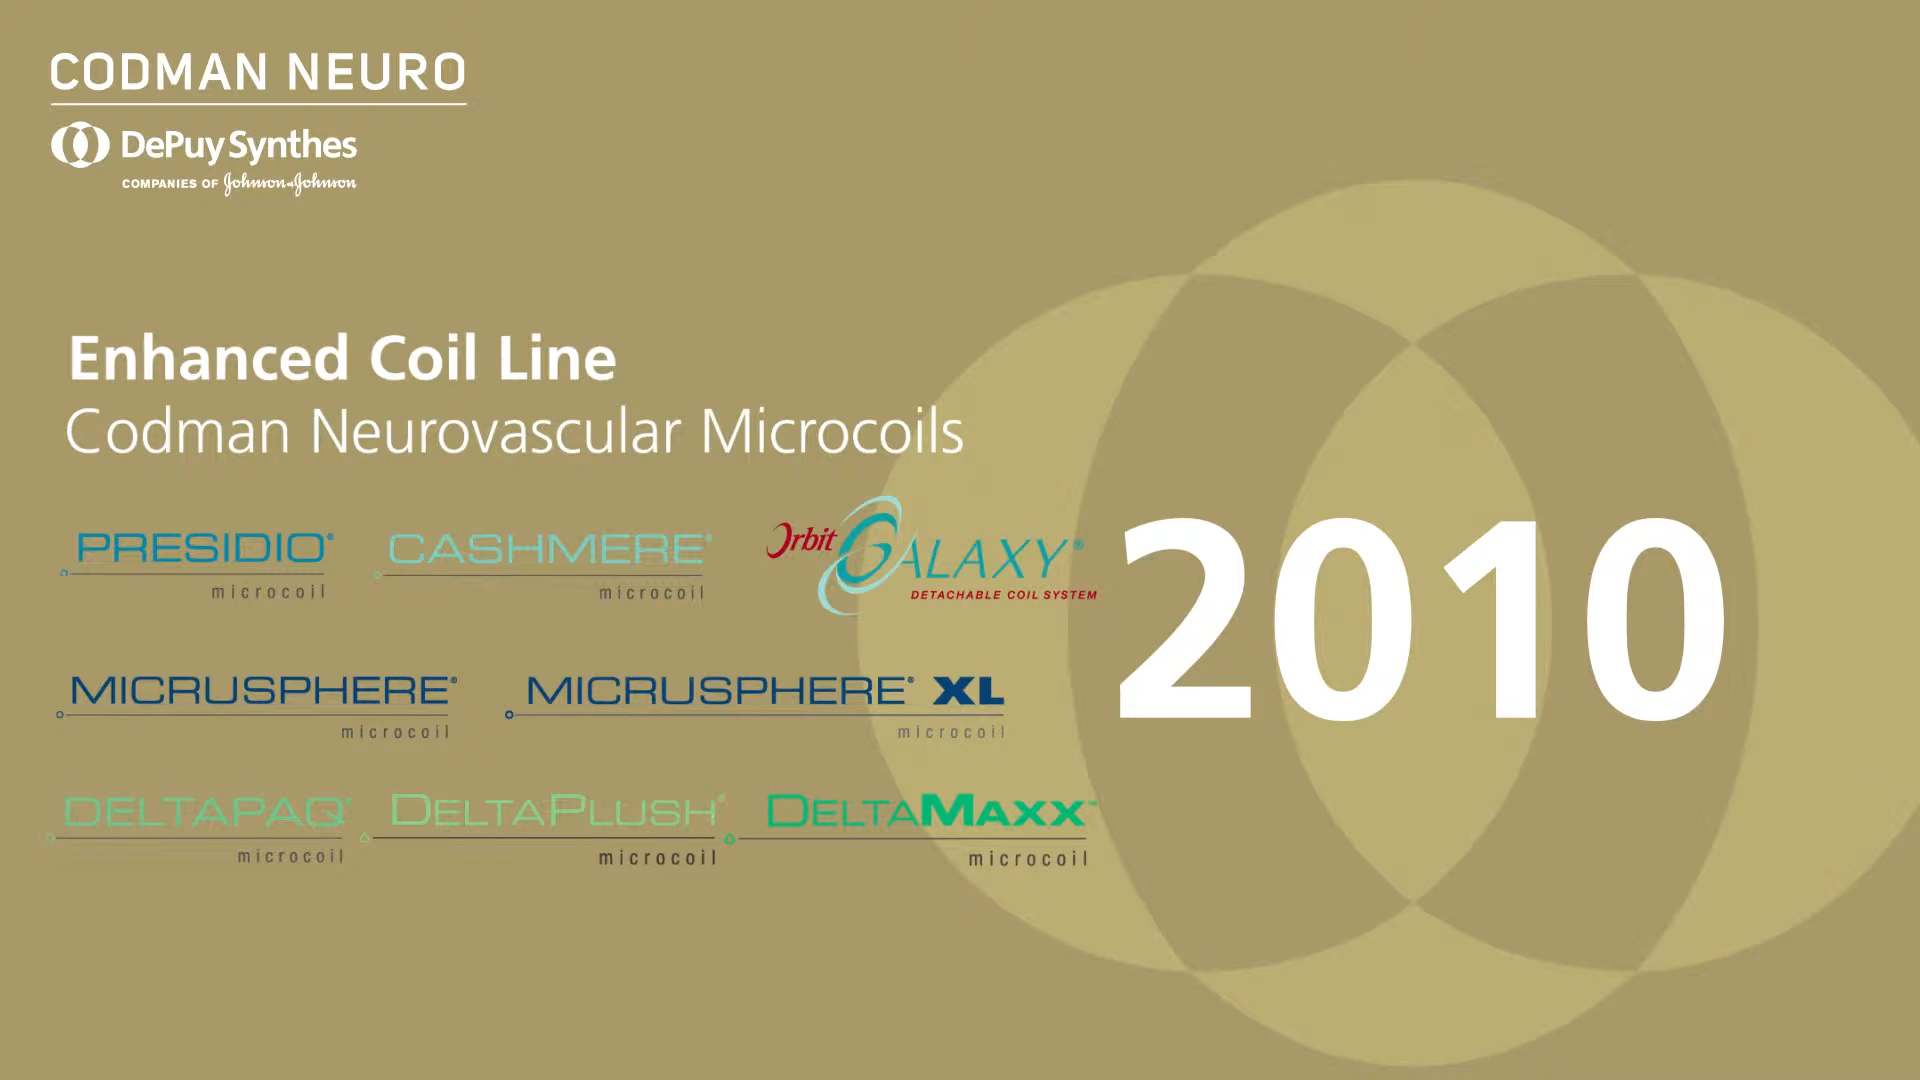 CODMAN NEURO
DePuy Synthes
COMPANIES OF Johnson & Johnson
Enhanced Coil Line
Codman Neurovascular Microcoils
PRESIDIO®
microcoil
CASHMERE®
microcoil
Orbit GALAXY®
DETACHABLE COIL SYSTEM
2010
MICRUSPHERE®
microcoil
MICRUSPHERE® XL
microcoil
DELTAPAQ®
microcoil
DELTAPLUSH®
microcoil
DELTAMAXX™
microcoil